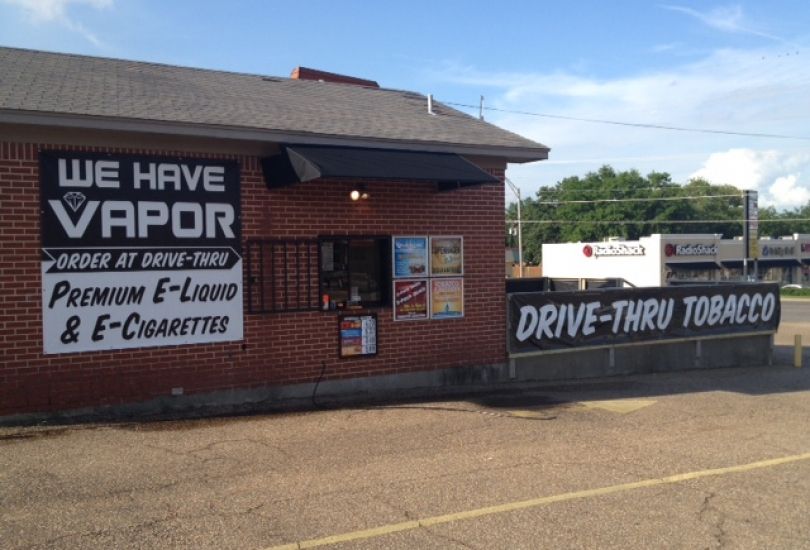 WE HAVE
VAPOR
ORDER AT DRIVE-THRU
PREMIUM E-LIQUID
& E-CIGARETTES
DRIVE-THRU TOBACCO
RadioShack
RadioShack